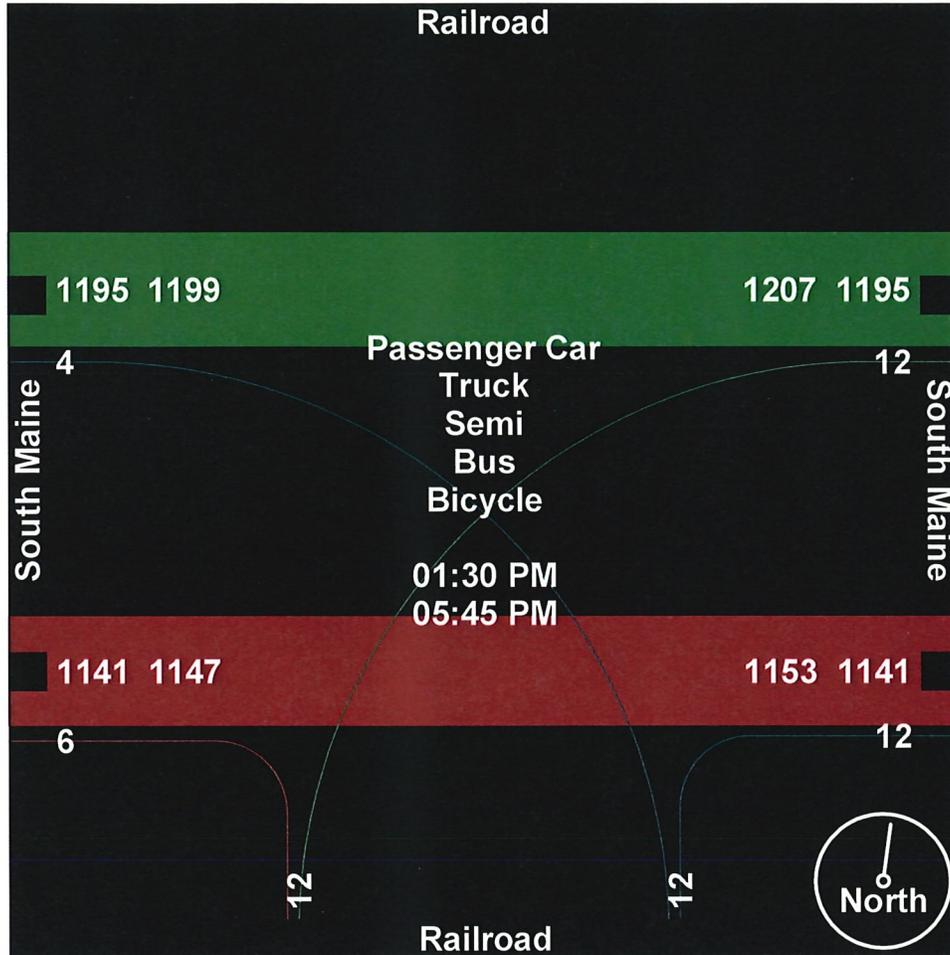 Railroad
1195 1199
1207 1195
Passenger Car
4
12
Truck
Semi
Bus
Bicycle
South Maine
South Maine
01:30 PM
05:45 PM
1141 1147
1153 1141
6
12
12
12
North
Railroad